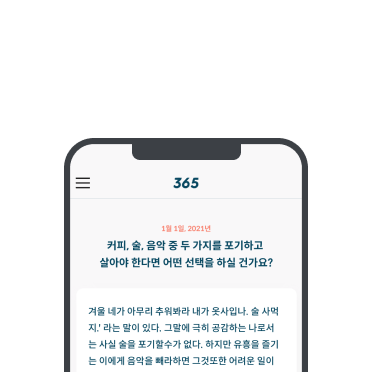 365
1월 1일, 2021년
커피, 술, 음악 중 두 가지를 포기하고
살아야 한다면 어떤 선택을 하실 건가요?
겨울 네가 아무리 추워봐라 내가 옷사입나. 술 사먹
지.' 라는 말이 있다. 그말에 극히 공감하는 나로서
는 사실 술을 포기할수가 없다. 하지만 유흥을 즐기
는 이에게 음악을 빼라하면 그것또한 어려운 일이